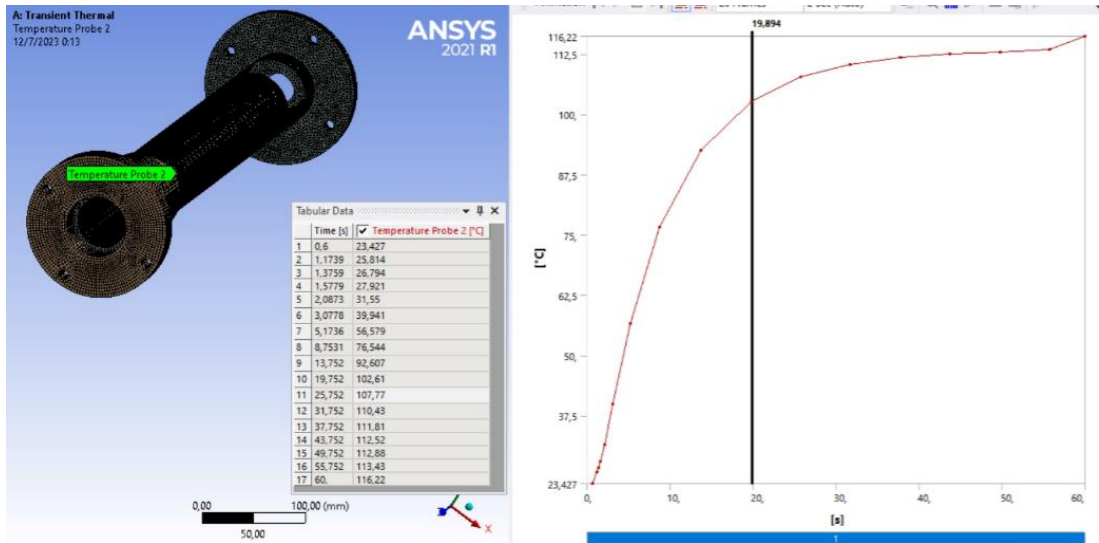 A: Transient Thermal
Temperature Probe 2
12/7/2023 0:13
ANSYS
2021 R1
Temperature Probe 2
Tabular Data
Time [s] Temperature Probe 2 [°C]
1 0,6 23,427
2 1,1739 25,814
3 1,3759 26,794
4 1,5779 27,921
5 2,0873 31,55
6 3,0778 39,941
7 5,1736 56,579
8 8,7531 76,544
9 13,752 92,607
10 19,752 102,61
11 25,752 107,77
12 31,752 110,43
13 37,752 111,81
14 43,752 112,52
15 49,752 112,88
16 55,752 113,43
17 60, 116,22
0,00 100,00 (mm)
50,00
X
19,894
116,22
112,5
100,
87,5
75,
62,5
50,
37,5
23,427
[°C]
0, 10, 20, 30, 40, 50, 60,
[s]
1